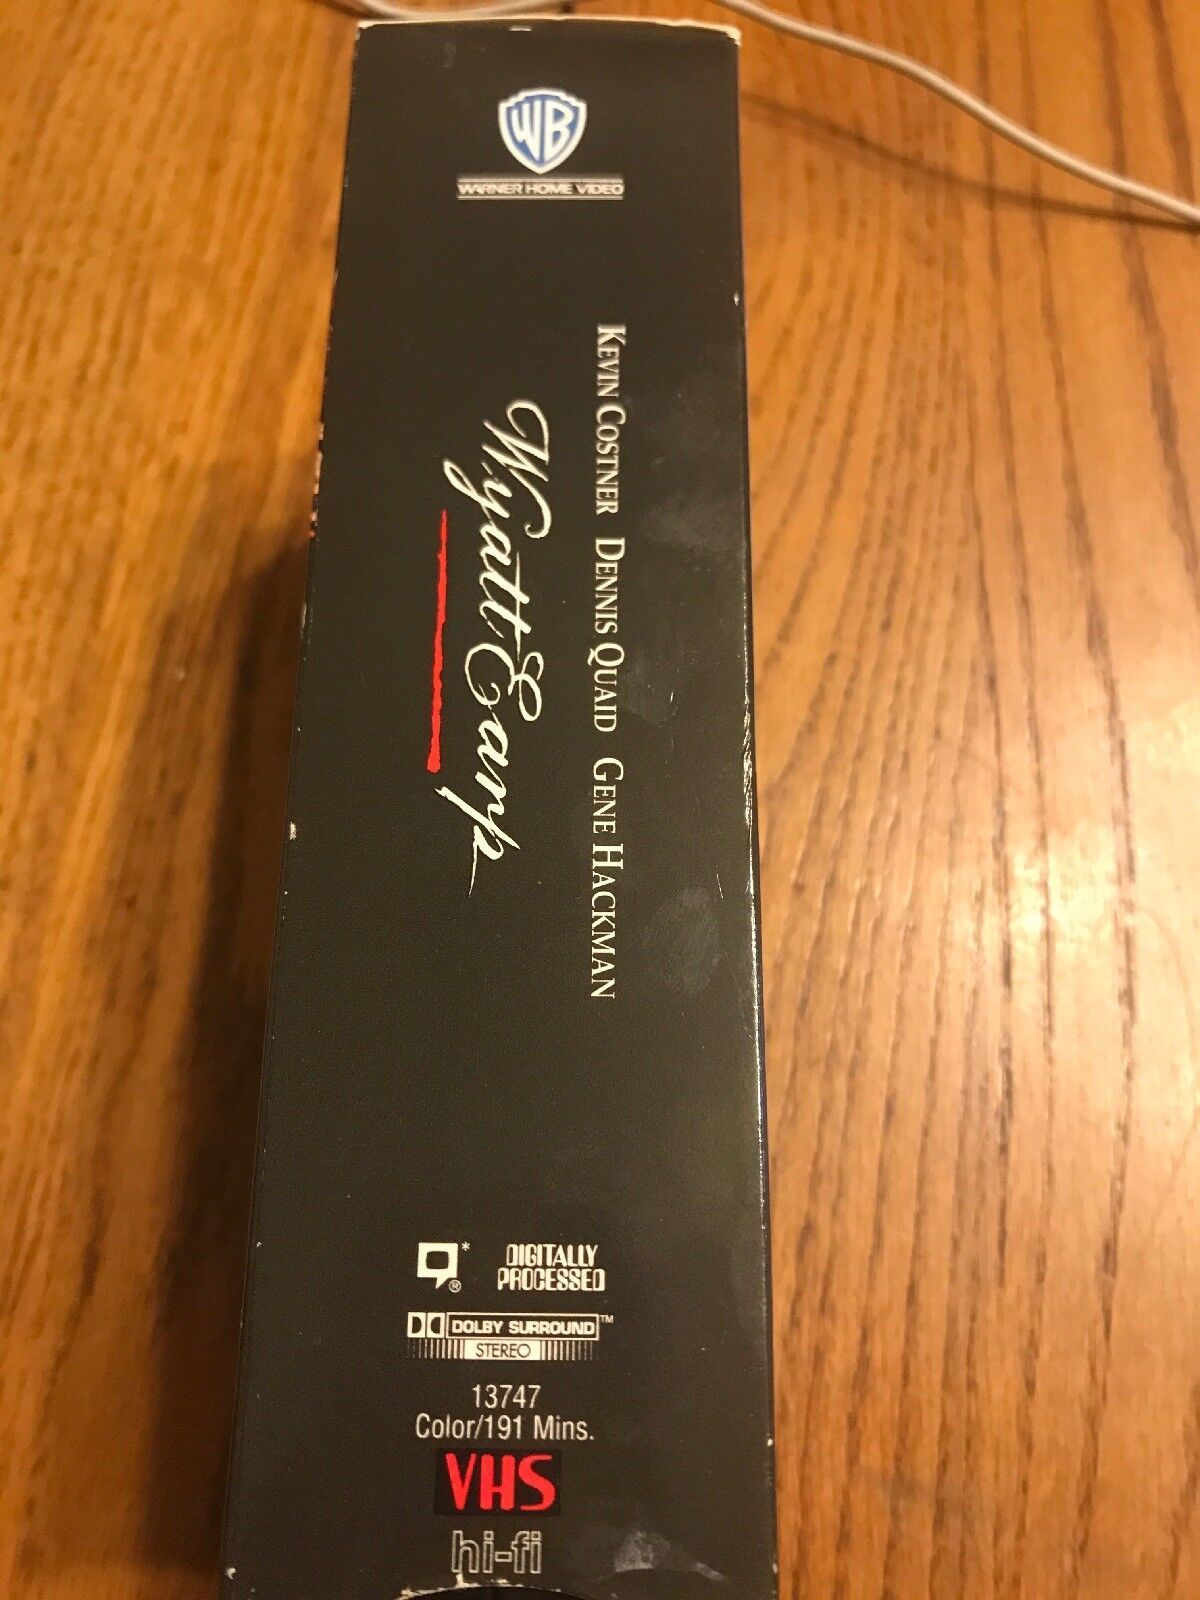 WB
WARNER HOME VIDEO
KEVIN COSTNER DENNIS QUAID GENE HACKMAN
Wyatt Earp
*
®
DIGITALLY
PROCESSED
DOLBY SURROUND™
STEREO
13747
Color/191 Mins.
VHS
hi-fi